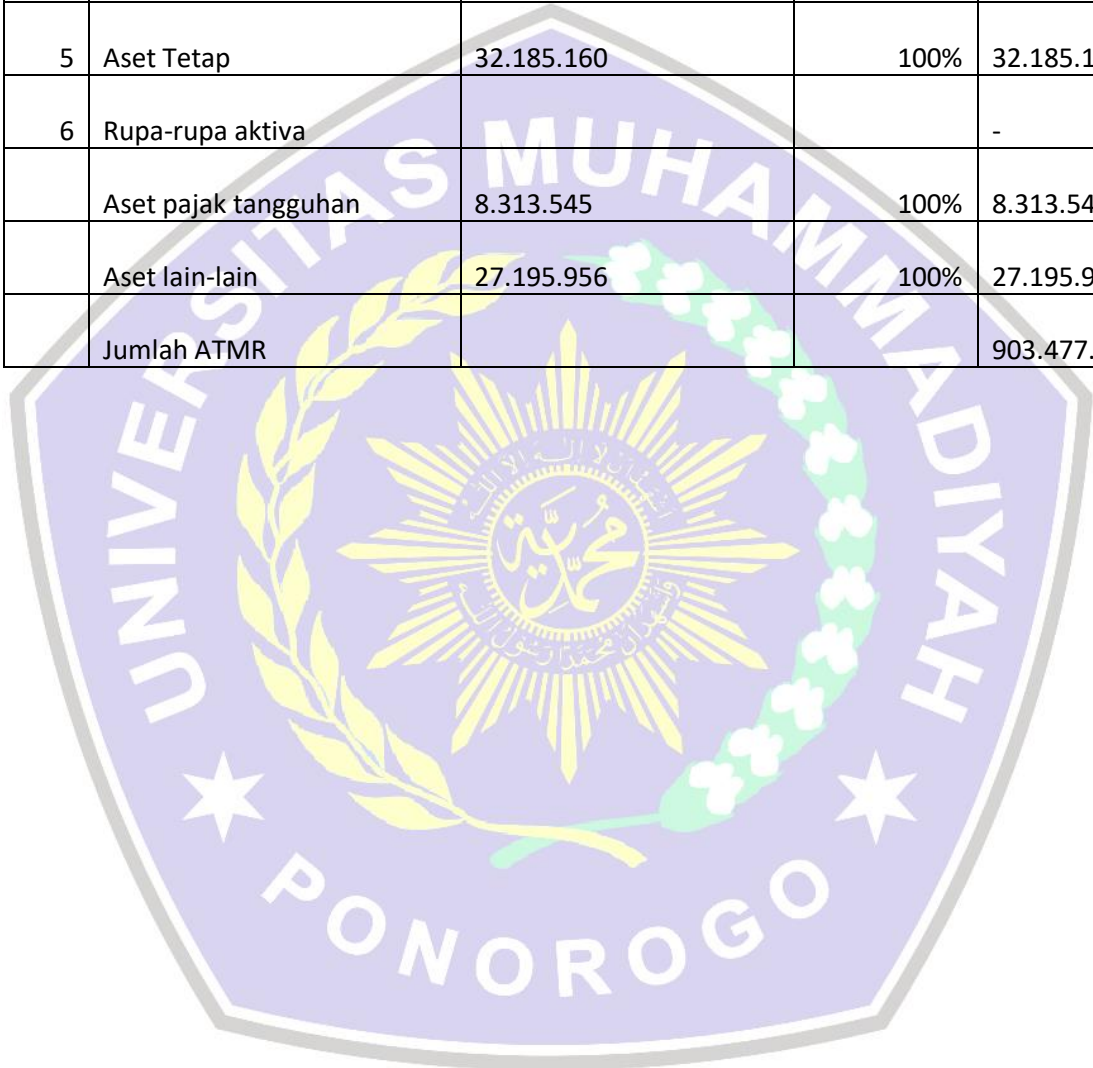 5 Aset Tetap 32.185.160 100% 32.185.1
6 Rupa-rupa aktiva -
Aset pajak tangguhan 8.313.545 100% 8.313.54
Aset lain-lain 27.195.956 100% 27.195.9
Jumlah ATMR 903.477.
UNIVERSITAS MUHAMMADIYAH
PONOROGO
محمدية